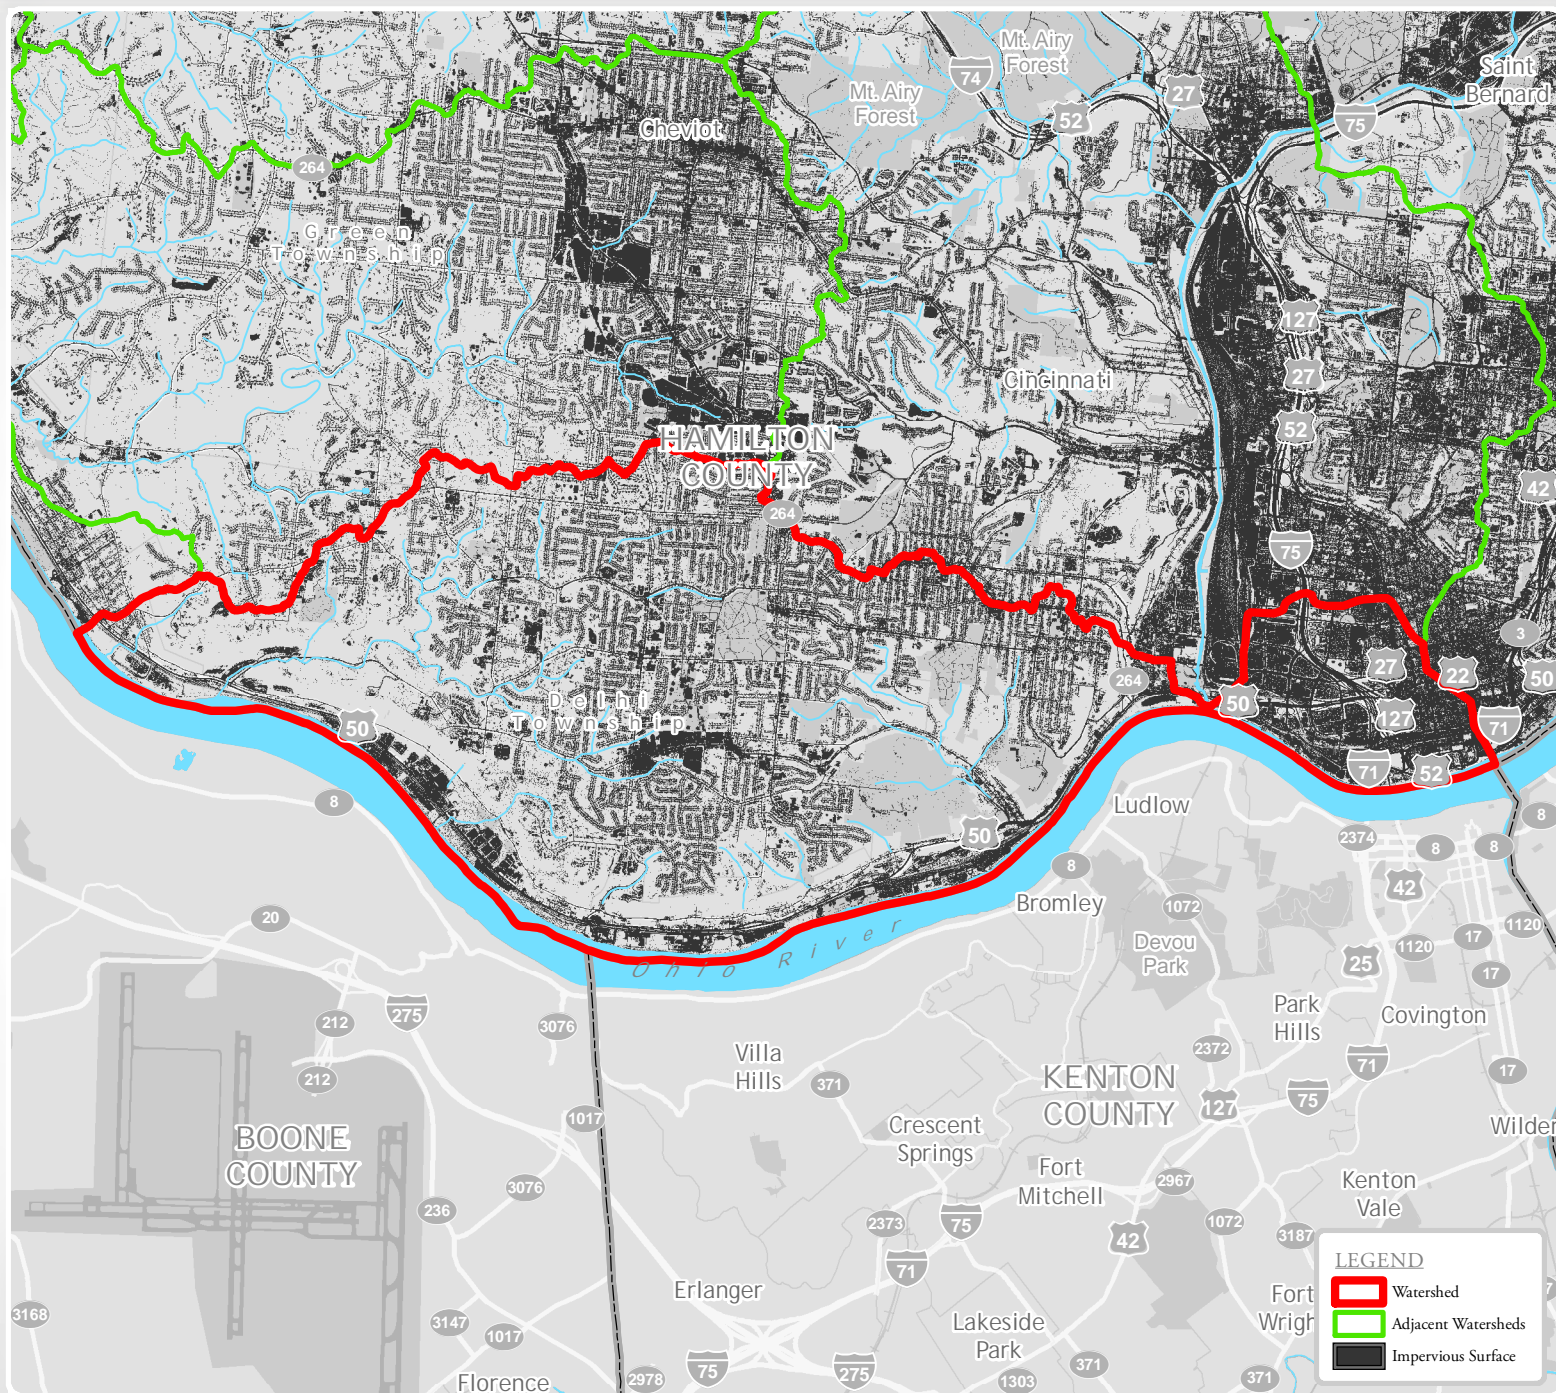 Mt. Airy
Forest
Saint
Bernard
74
27
Mt. Airy
Forest
52
75
Cheviot
264
Green
Township
127
27
Cincinnati
52
HAMILTON
COUNTY
42
264
75
3
27
22
50
264
Delhi
Township
50
127
71
50
71
52
8
Ludlow
8
50
2374
8
8
8
42
Bromley
1072
20
Ohio River
1120
17
1120
Devou
Park
25
17
275
212
3076
Park
Hills
Covington
Villa
Hills
2372
71
212
371
KENTON
COUNTY
75
17
127
1017
BOONE
COUNTY
Crescent
Springs
Wilder
Fort
Mitchell
2967
Kenton
Vale
3076
236
2373
75
1072
3187
42
71
LEGEND
Watershed
Adjacent Watersheds
Impervious Surface
Erlanger
Fort
Wrigh
3168
3147
1017
Lakeside
Park
75
275
371
2978
1303
371
Florence